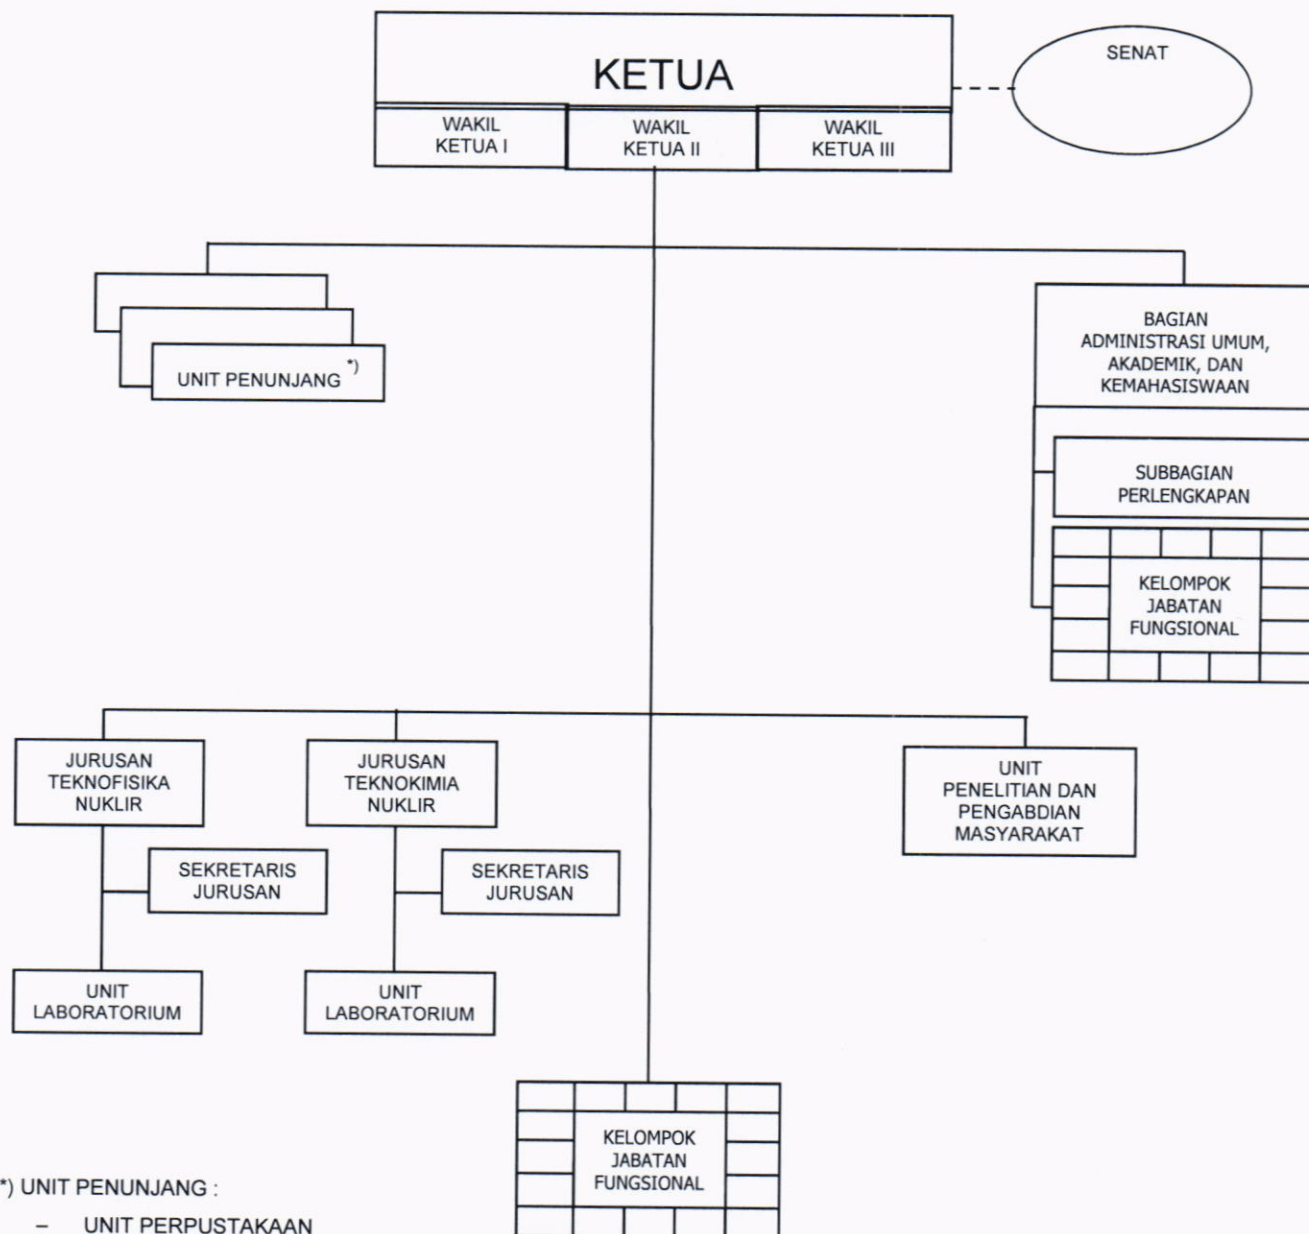 KETUA
SENAT
WAKIL
KETUA I
WAKIL
KETUA II
WAKIL
KETUA III
UNIT PENUNJANG *)
BAGIAN
ADMINISTRASI UMUM,
AKADEMIK, DAN
KEMAHASISWAAN
SUBBAGIAN
PERLENGKAPAN
KELOMPOK
JABATAN
FUNGSIONAL
JURUSAN
TEKNOFISIKA
NUKLIR
JURUSAN
TEKNOKIMIA
NUKLIR
UNIT
PENELITIAN DAN
PENGABDIAN
MASYARAKAT
SEKRETARIS
JURUSAN
SEKRETARIS
JURUSAN
UNIT
LABORATORIUM
UNIT
LABORATORIUM
KELOMPOK
JABATAN
FUNGSIONAL
*) UNIT PENUNJANG :
– UNIT PERPUSTAKAAN